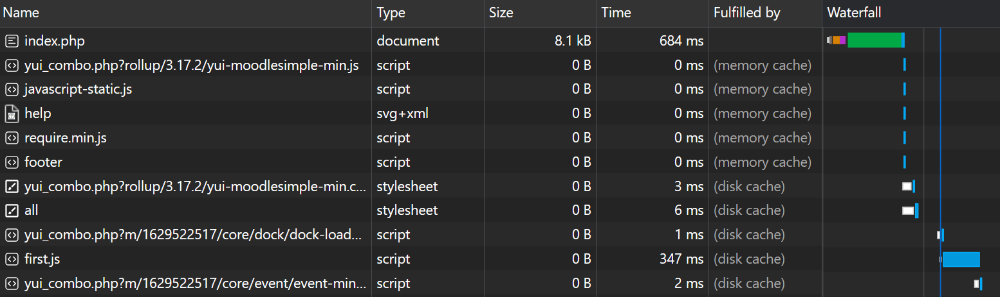 Name Type Size Time Fulfilled by Waterfall
index.php document 8.1 kB 684 ms
yui_combo.php?rollup/3.17.2/yui-moodlesimple-min.js script 0 B 0 ms (memory cache)
javascript-static.js script 0 B 0 ms (memory cache)
help svg+xml 0 B 0 ms (memory cache)
require.min.js script 0 B 0 ms (memory cache)
footer script 0 B 0 ms (memory cache)
yui_combo.php?rollup/3.17.2/yui-moodlesimple-min.c... stylesheet 0 B 3 ms (disk cache)
all stylesheet 0 B 6 ms (disk cache)
yui_combo.php?m/1629522517/core/dock/dock-load... script 0 B 1 ms (disk cache)
first.js script 0 B 347 ms (disk cache)
yui_combo.php?m/1629522517/core/event/event-min... script 0 B 2 ms (disk cache)